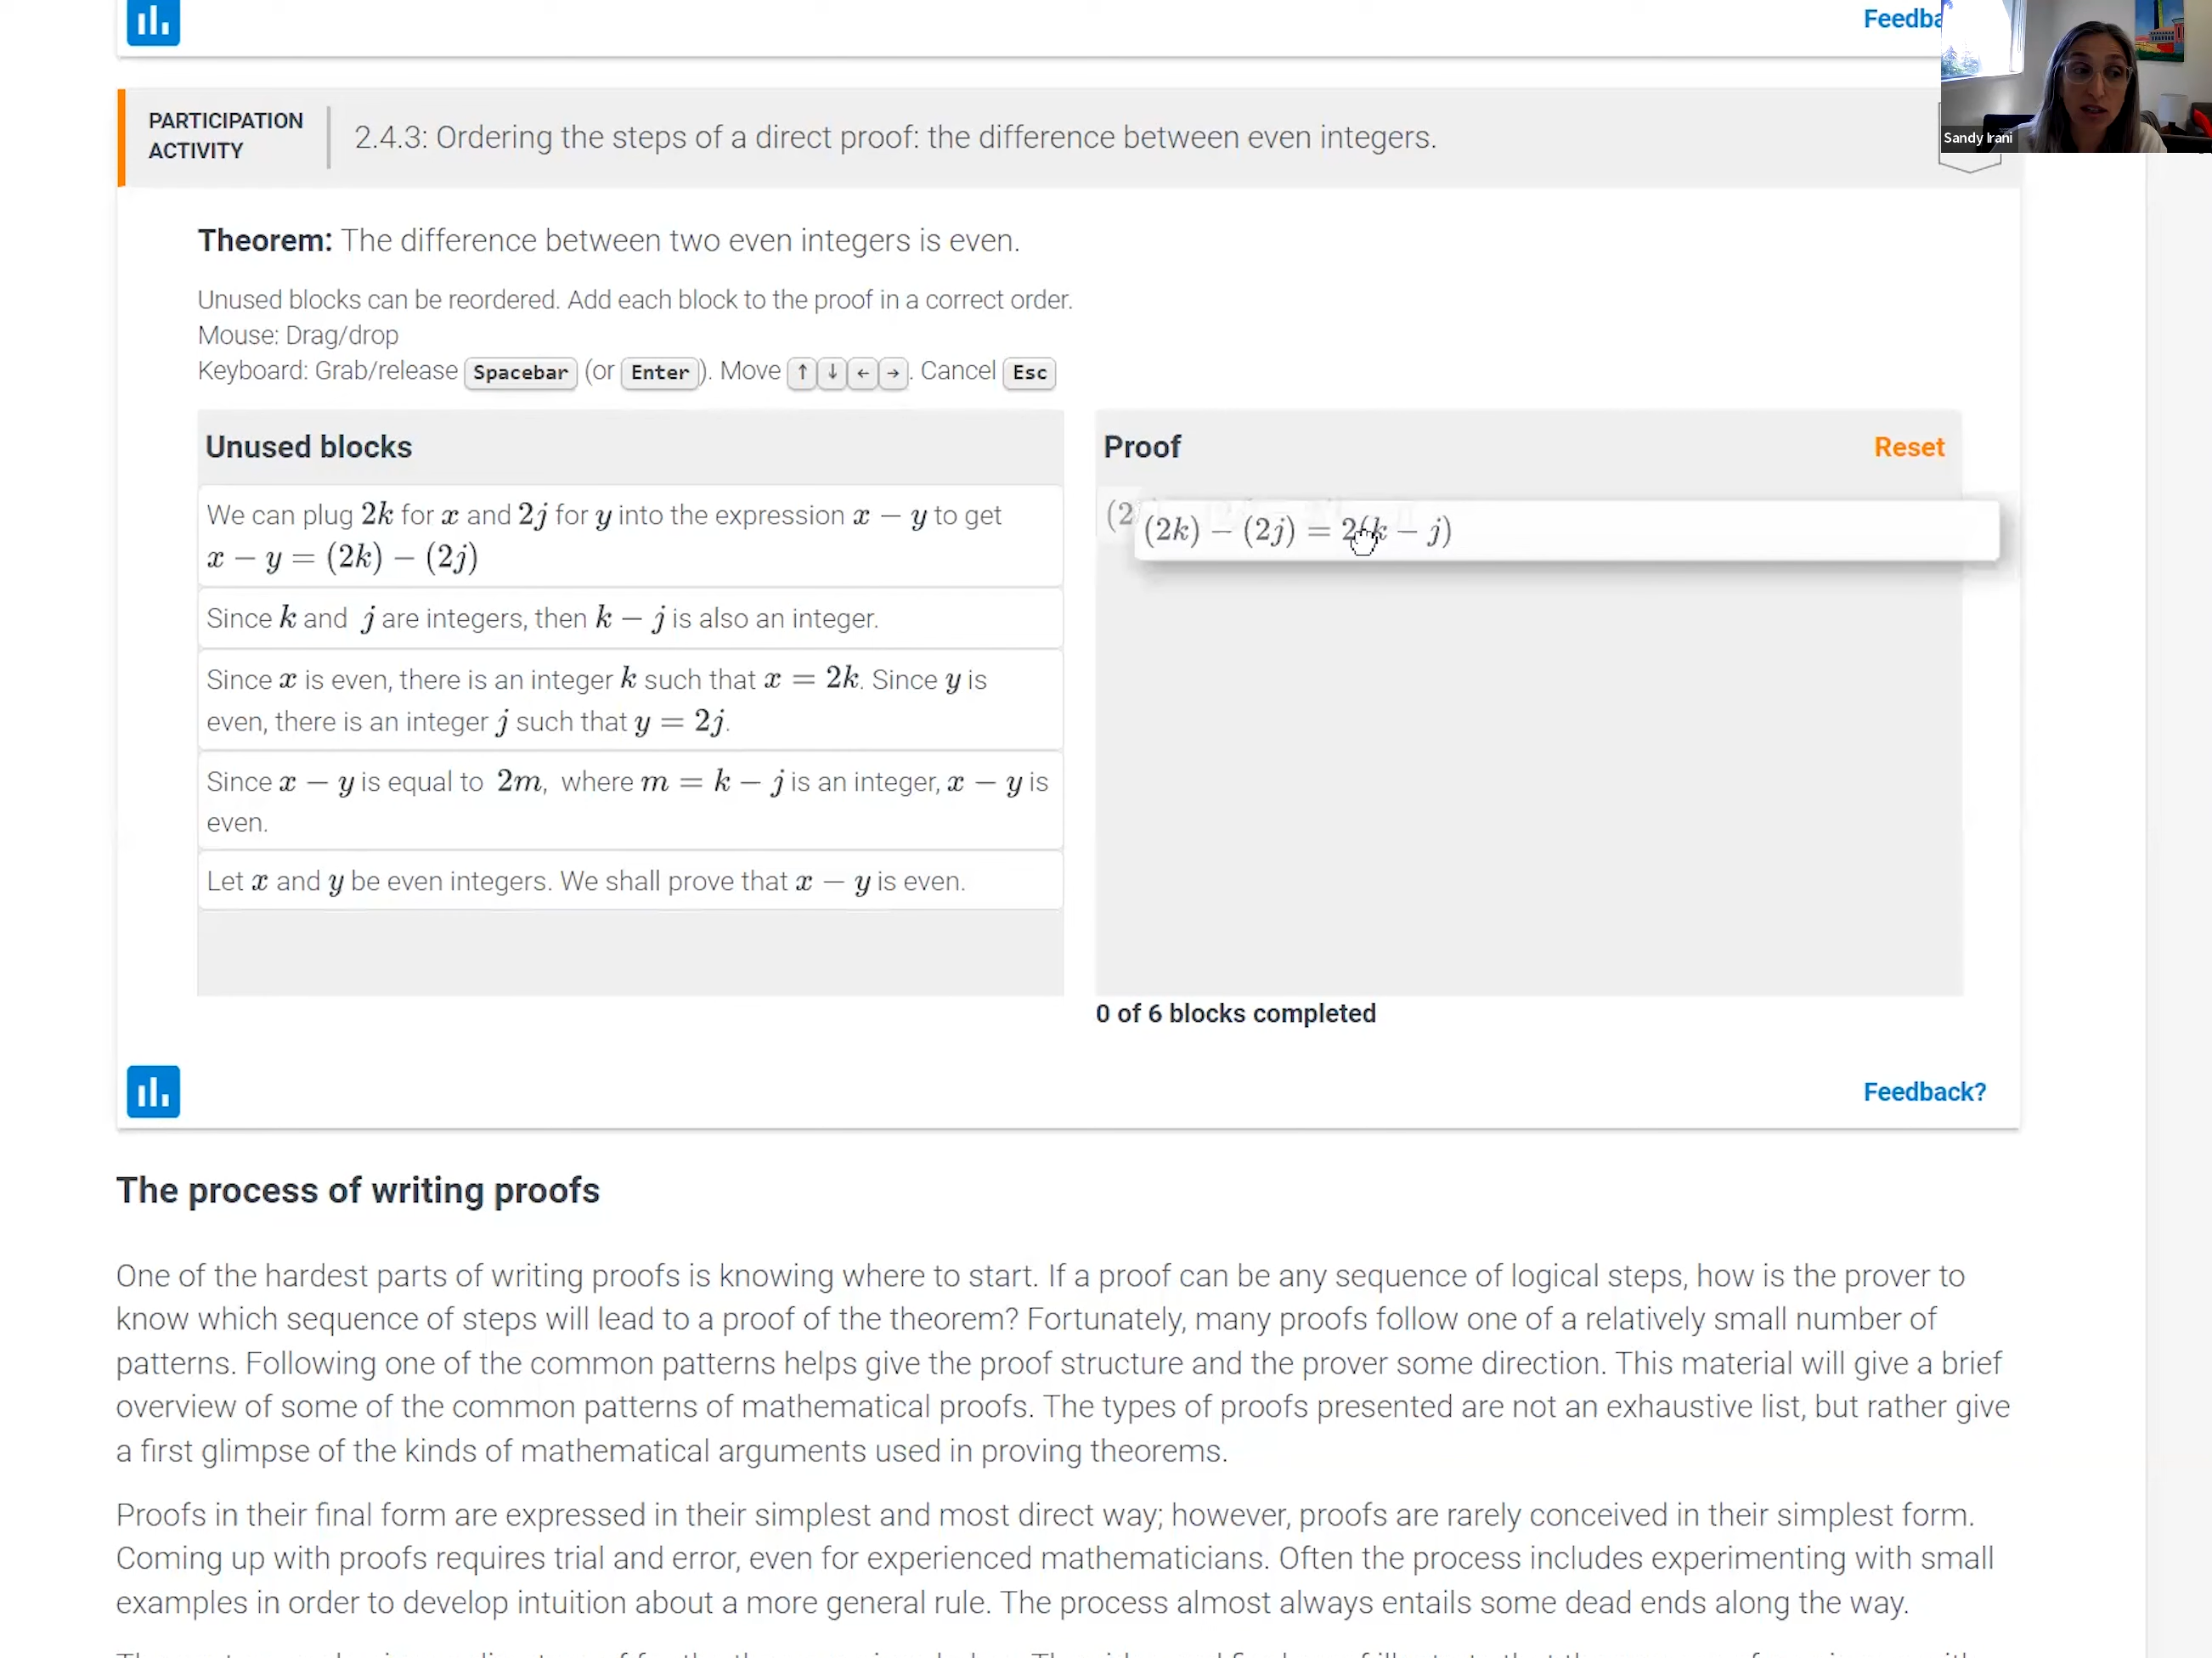 Feedba
Sandy Irani
PARTICIPATION
ACTIVITY
2.4.3: Ordering the steps of a direct proof: the difference between even integers.
Theorem: The difference between two even integers is even.
Unused blocks can be reordered. Add each block to the proof in a correct order.
Mouse: Drag/drop
Keyboard: Grab/release Spacebar (or Enter). Move ↑ ↓ ← →. Cancel Esc
Unused blocks
We can plug 2k for x and 2j for y into the expression x − y to get
x − y = (2k) − (2j)
Since k and j are integers, then k − j is also an integer.
Since x is even, there is an integer k such that x = 2k. Since y is
even, there is an integer j such that y = 2j.
Since x − y is equal to 2m, where m = k − j is an integer, x − y is
even.
Let x and y be even integers. We shall prove that x − y is even.
Proof
Reset
(2
(2k) − (2j) = 2(k − j)
0 of 6 blocks completed
Feedback?
The process of writing proofs
One of the hardest parts of writing proofs is knowing where to start. If a proof can be any sequence of logical steps, how is the prover to
know which sequence of steps will lead to a proof of the theorem? Fortunately, many proofs follow one of a relatively small number of
patterns. Following one of the common patterns helps give the proof structure and the prover some direction. This material will give a brief
overview of some of the common patterns of mathematical proofs. The types of proofs presented are not an exhaustive list, but rather give
a first glimpse of the kinds of mathematical arguments used in proving theorems.
Proofs in their final form are expressed in their simplest and most direct way; however, proofs are rarely conceived in their simplest form.
Coming up with proofs requires trial and error, even for experienced mathematicians. Often the process includes experimenting with small
examples in order to develop intuition about a more general rule. The process almost always entails some dead ends along the way.